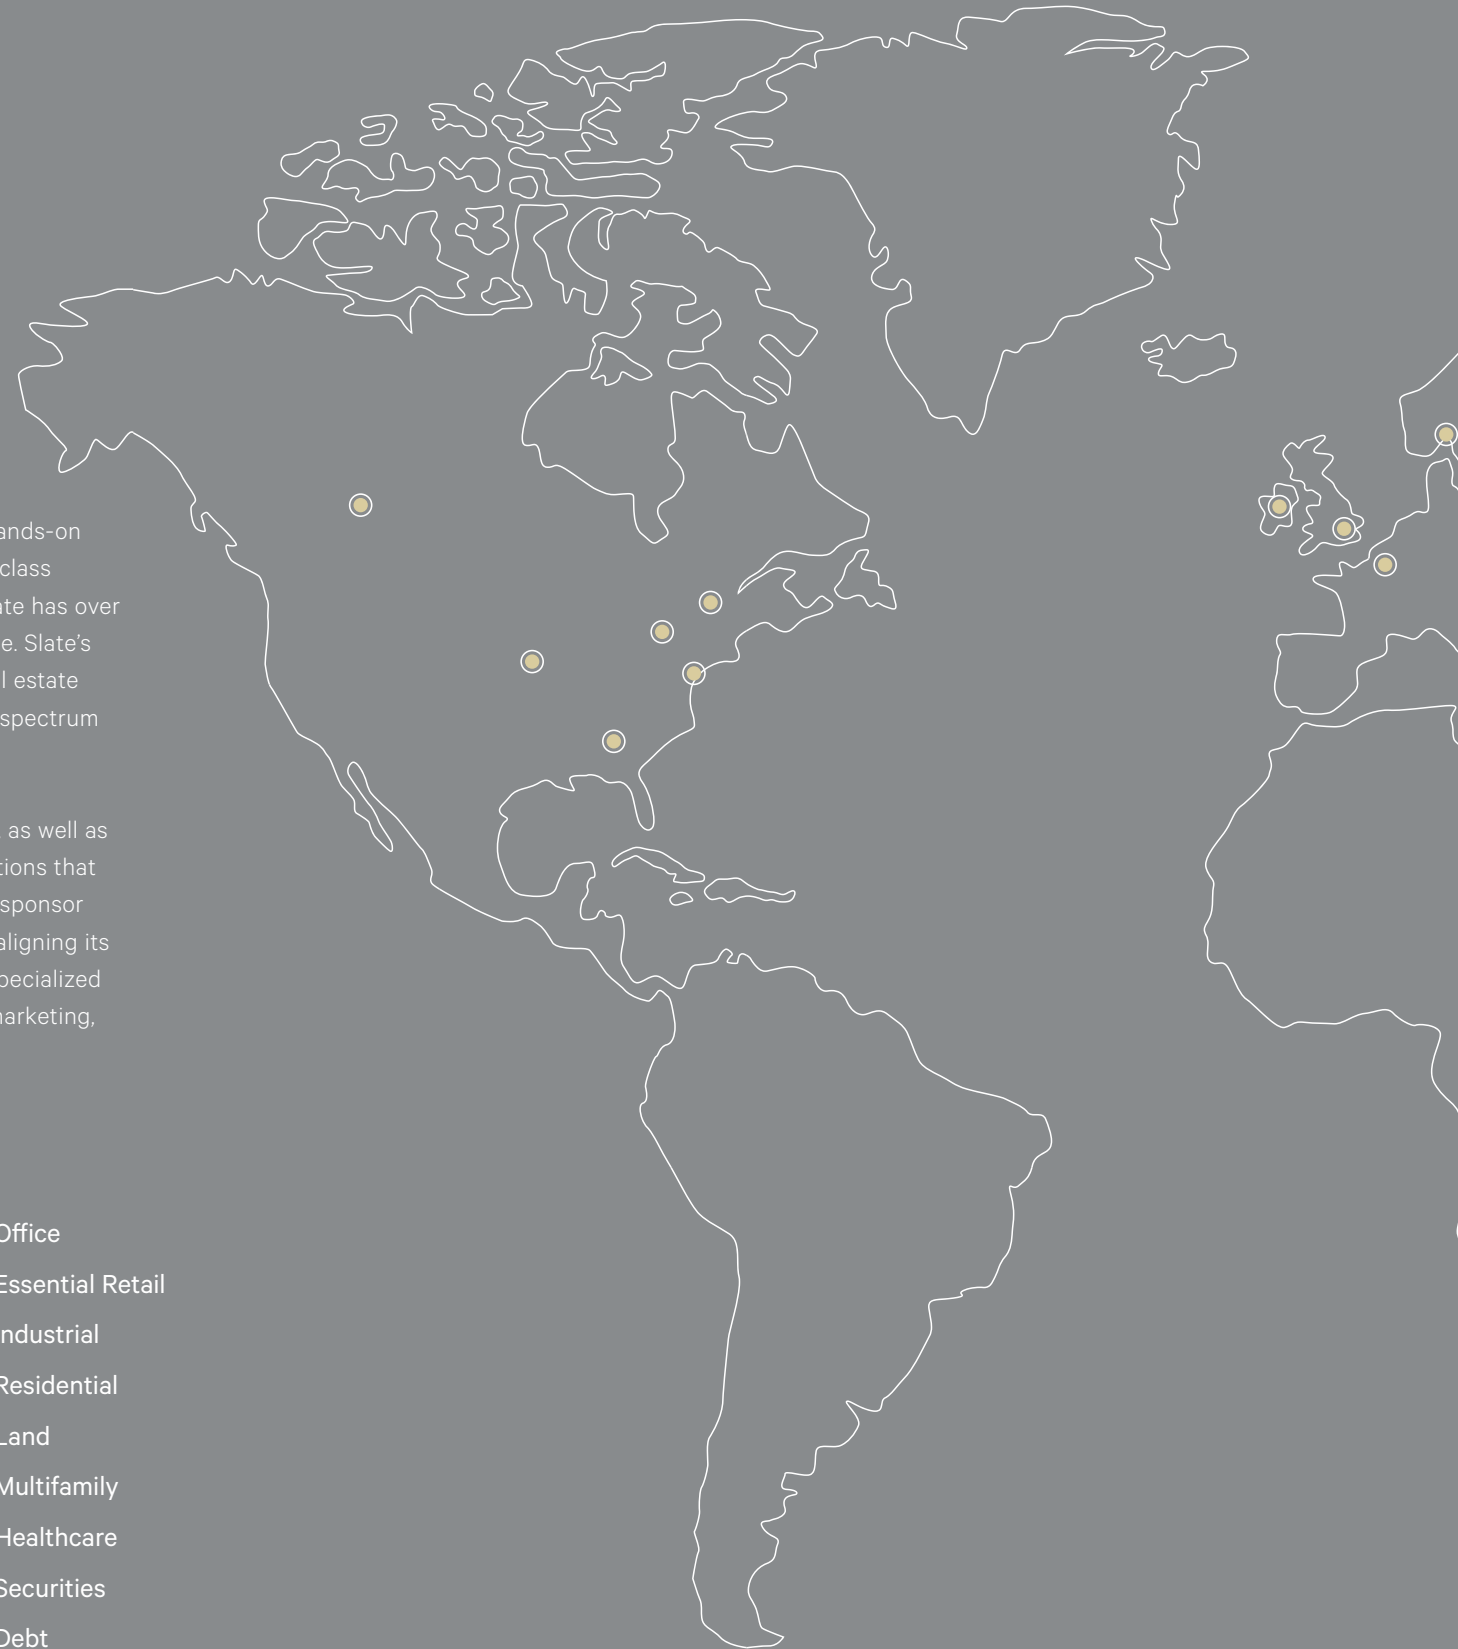 ands-on
class
ate has over
e. Slate’s
l estate
spectrum
as well as
tions that
sponsor
aligning its
pecialized
narketing,
Office
Essential Retail
Industrial
Residential
Land
Multifamily
Healthcare
Securities
Debt